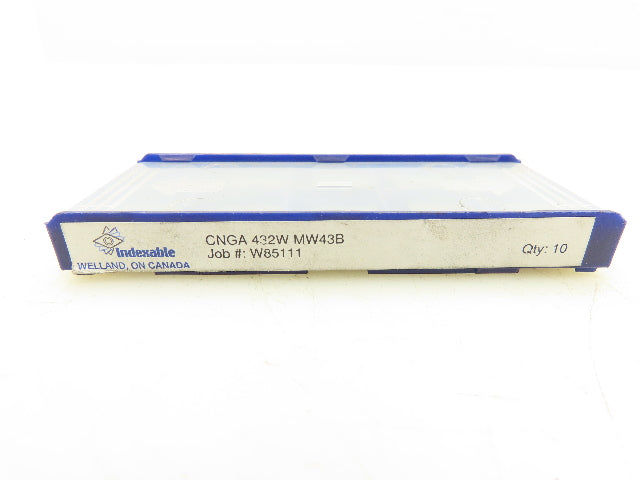 Indexable
WELLAND, ON CANADA
CNGA 432W MW43B
Job #: W85111
Qty: 10